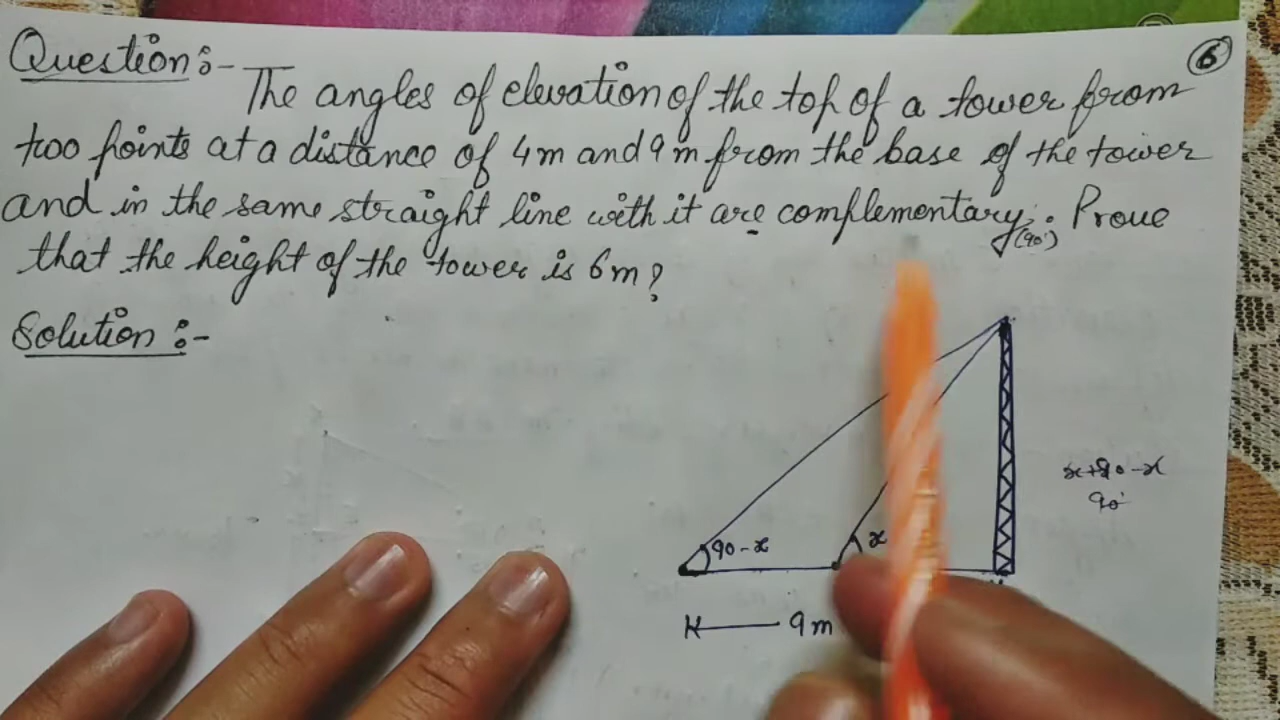 Question:-
6
The angles of elevation of the top of a tower from
two points at a distance of 4m and 9m from the base of the tower
and in the same straight line with it are complementary. Prove
(90°)
that the height of the tower is 6m?
Solution :-
x+90-x
90°
90-x
x
9m